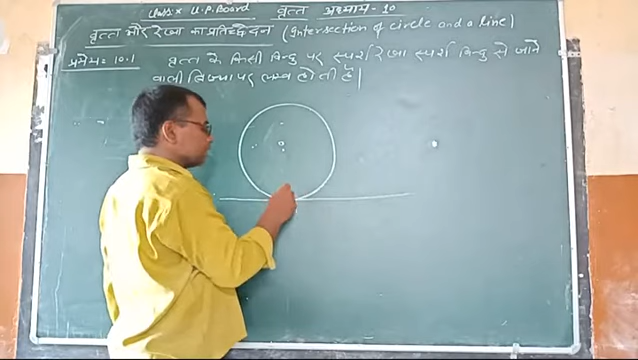 Class X U.P. Board वृत्त अध्याय - 10
वृत्त और रेखा का प्रतिच्छेदन (Intersection of circle and a line)
प्रमेय = 10.1 वृत्त के किसी बिन्दु पर स्पर्श रेखा स्पर्श बिन्दु से जाने
वाली त्रिज्या पर लम्ब होती है|